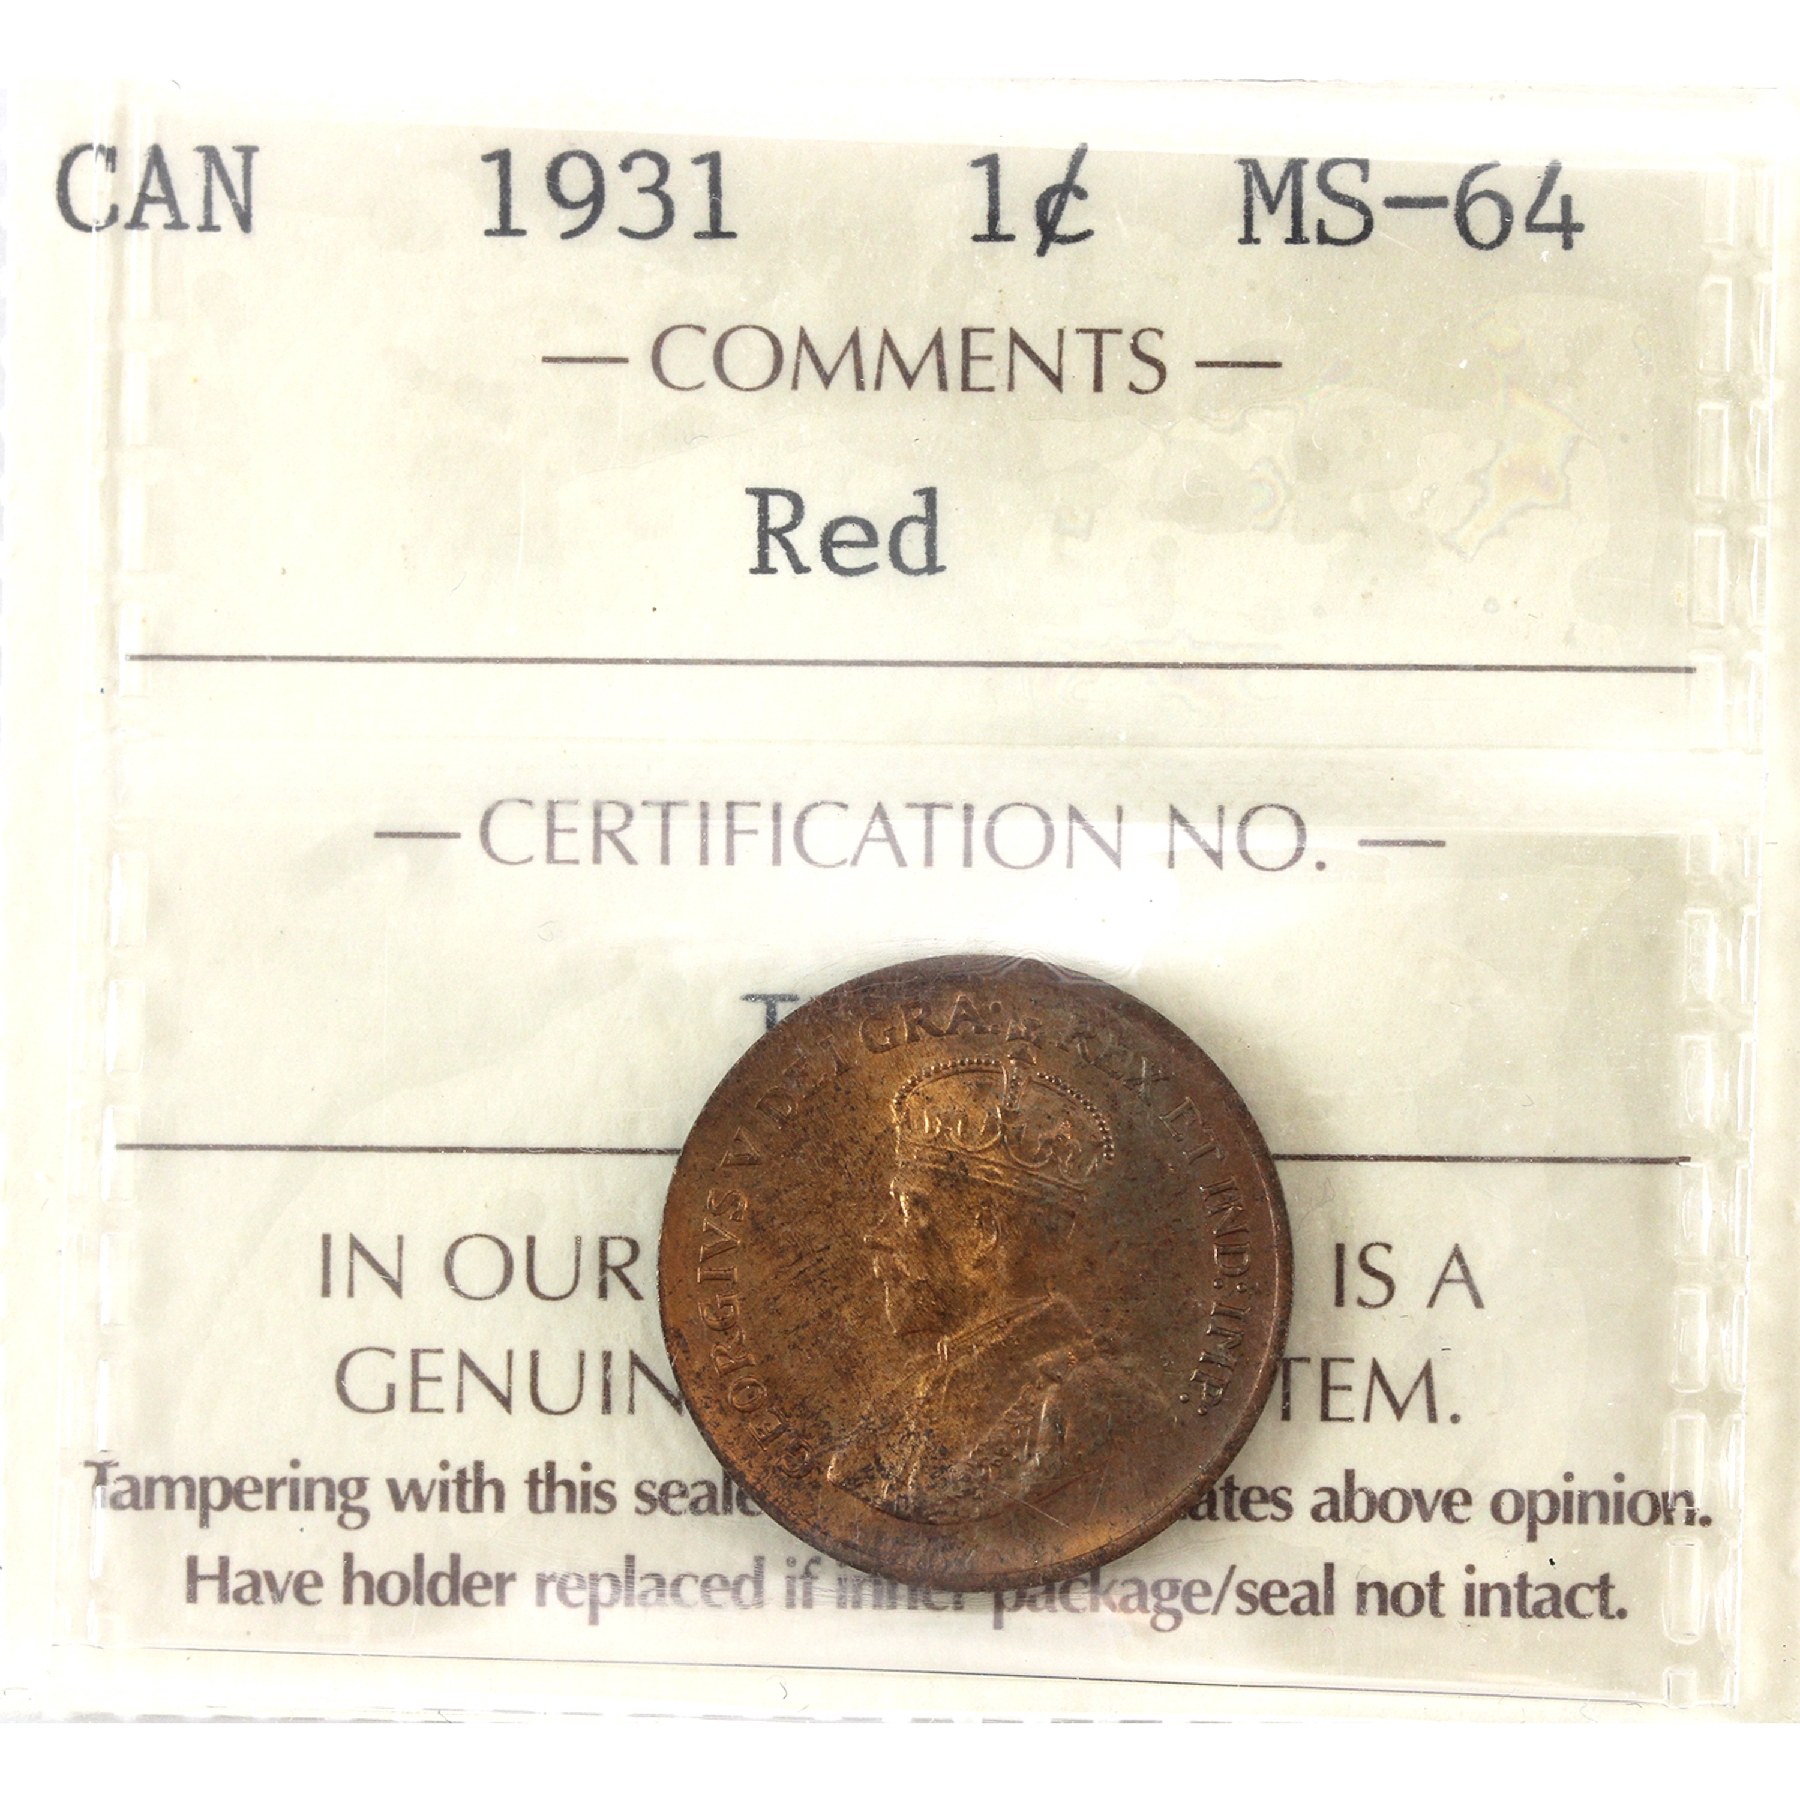 CAN 1931 1¢ MS-64
— COMMENTS —
Red
— CERTIFICATION NO. —
GEORGIVS V DEI GRA: REX ET IND: IMP:
IN OUR IS A
GENUIN TEM.
Tampering with this seale ates above opinion.
Have holder replaced if inner package/seal not intact.